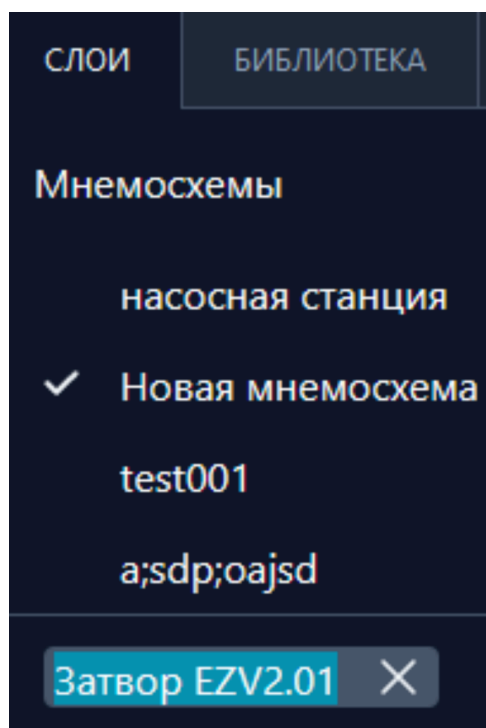 СЛОИ БИБЛИОТЕКА
Мнемосхемы
насосная станция
Новая мнемосхема
test001
a;sdp;oajsd
Затвор EZV2.01